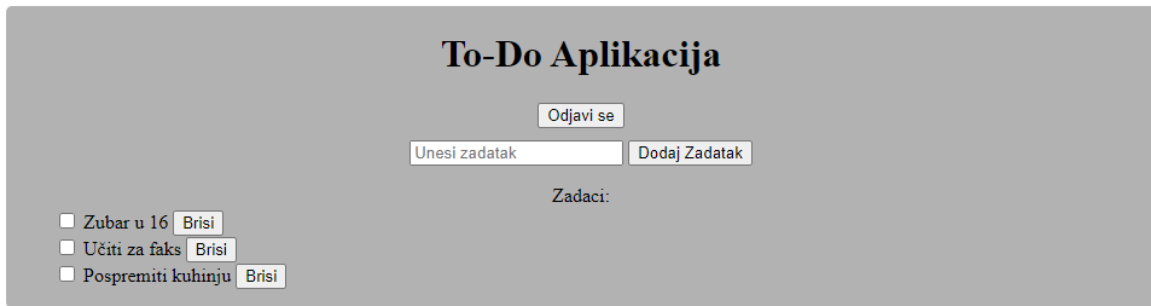 To-Do Aplikacija
Odjavi se
Unesi zadatak Dodaj Zadatak
Zadaci:
Zubar u 16 Brisi
Učiti za faks Brisi
Pospremiti kuhinju Brisi